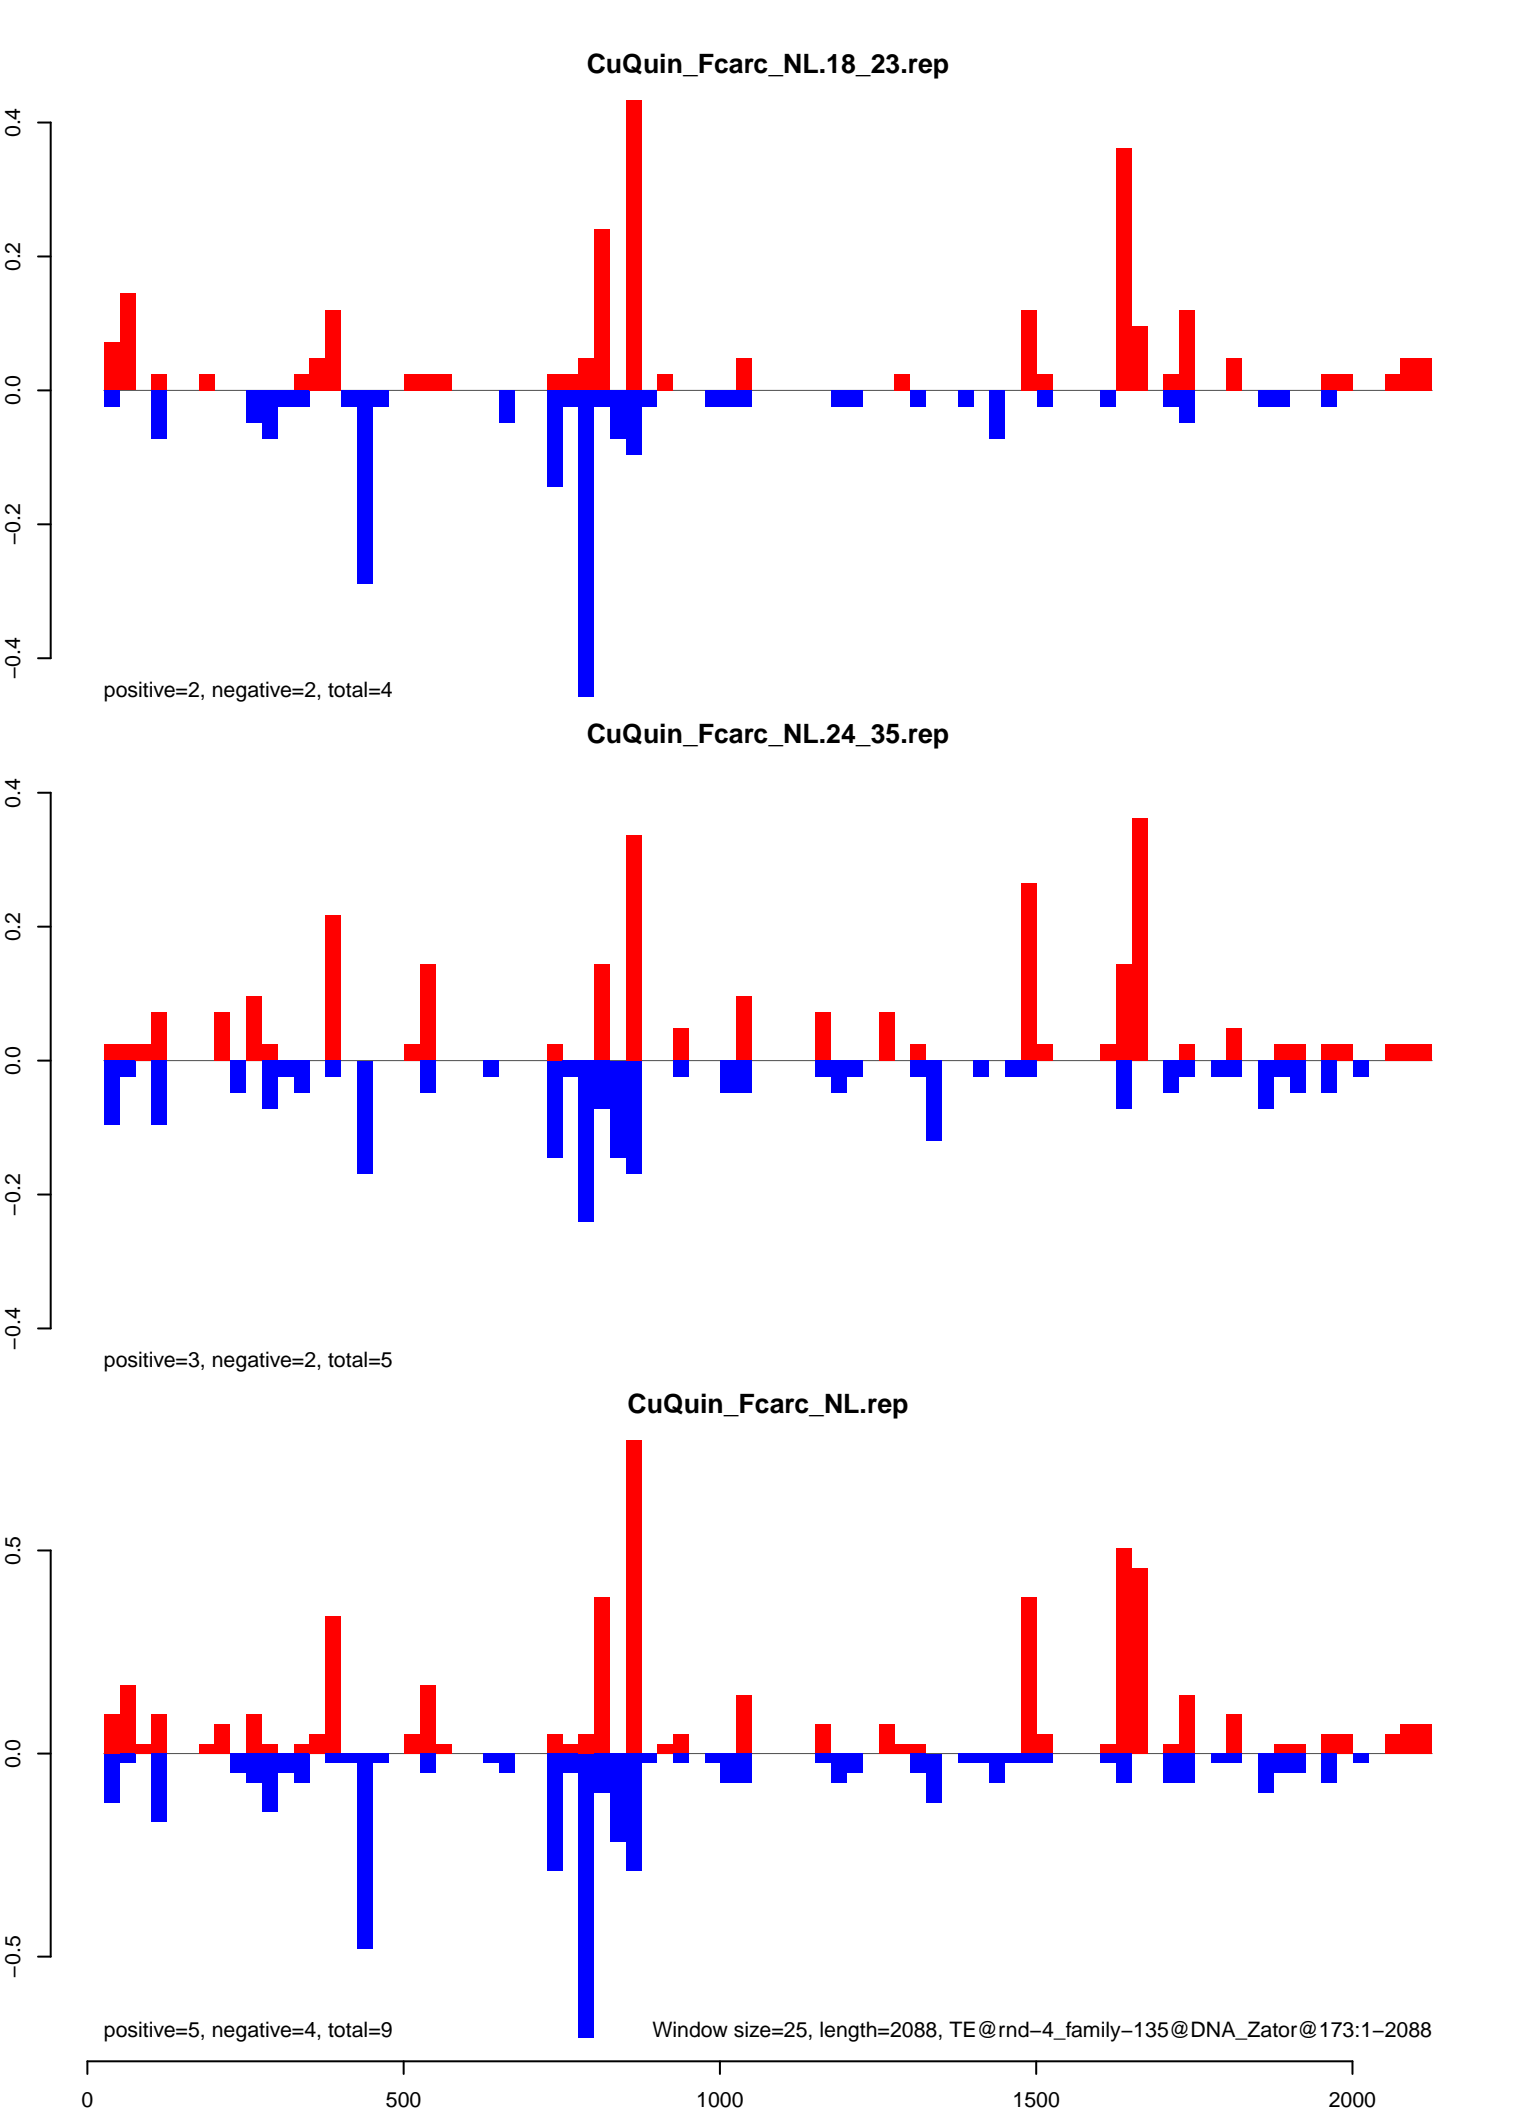 CuQuin_Fcarc_NL.18_23.rep
0.4
0.2
0.0
−0.2
−0.4
positive=2, negative=2, total=4
CuQuin_Fcarc_NL.24_35.rep
0.4
0.2
0.0
−0.2
−0.4
positive=3, negative=2, total=5
CuQuin_Fcarc_NL.rep
0.5
0.0
−0.5
positive=5, negative=4, total=9
Window size=25, length=2088, TE@rnd−4_family−135@DNA_Zator@173:1−2088
0 500 1000 1500 2000